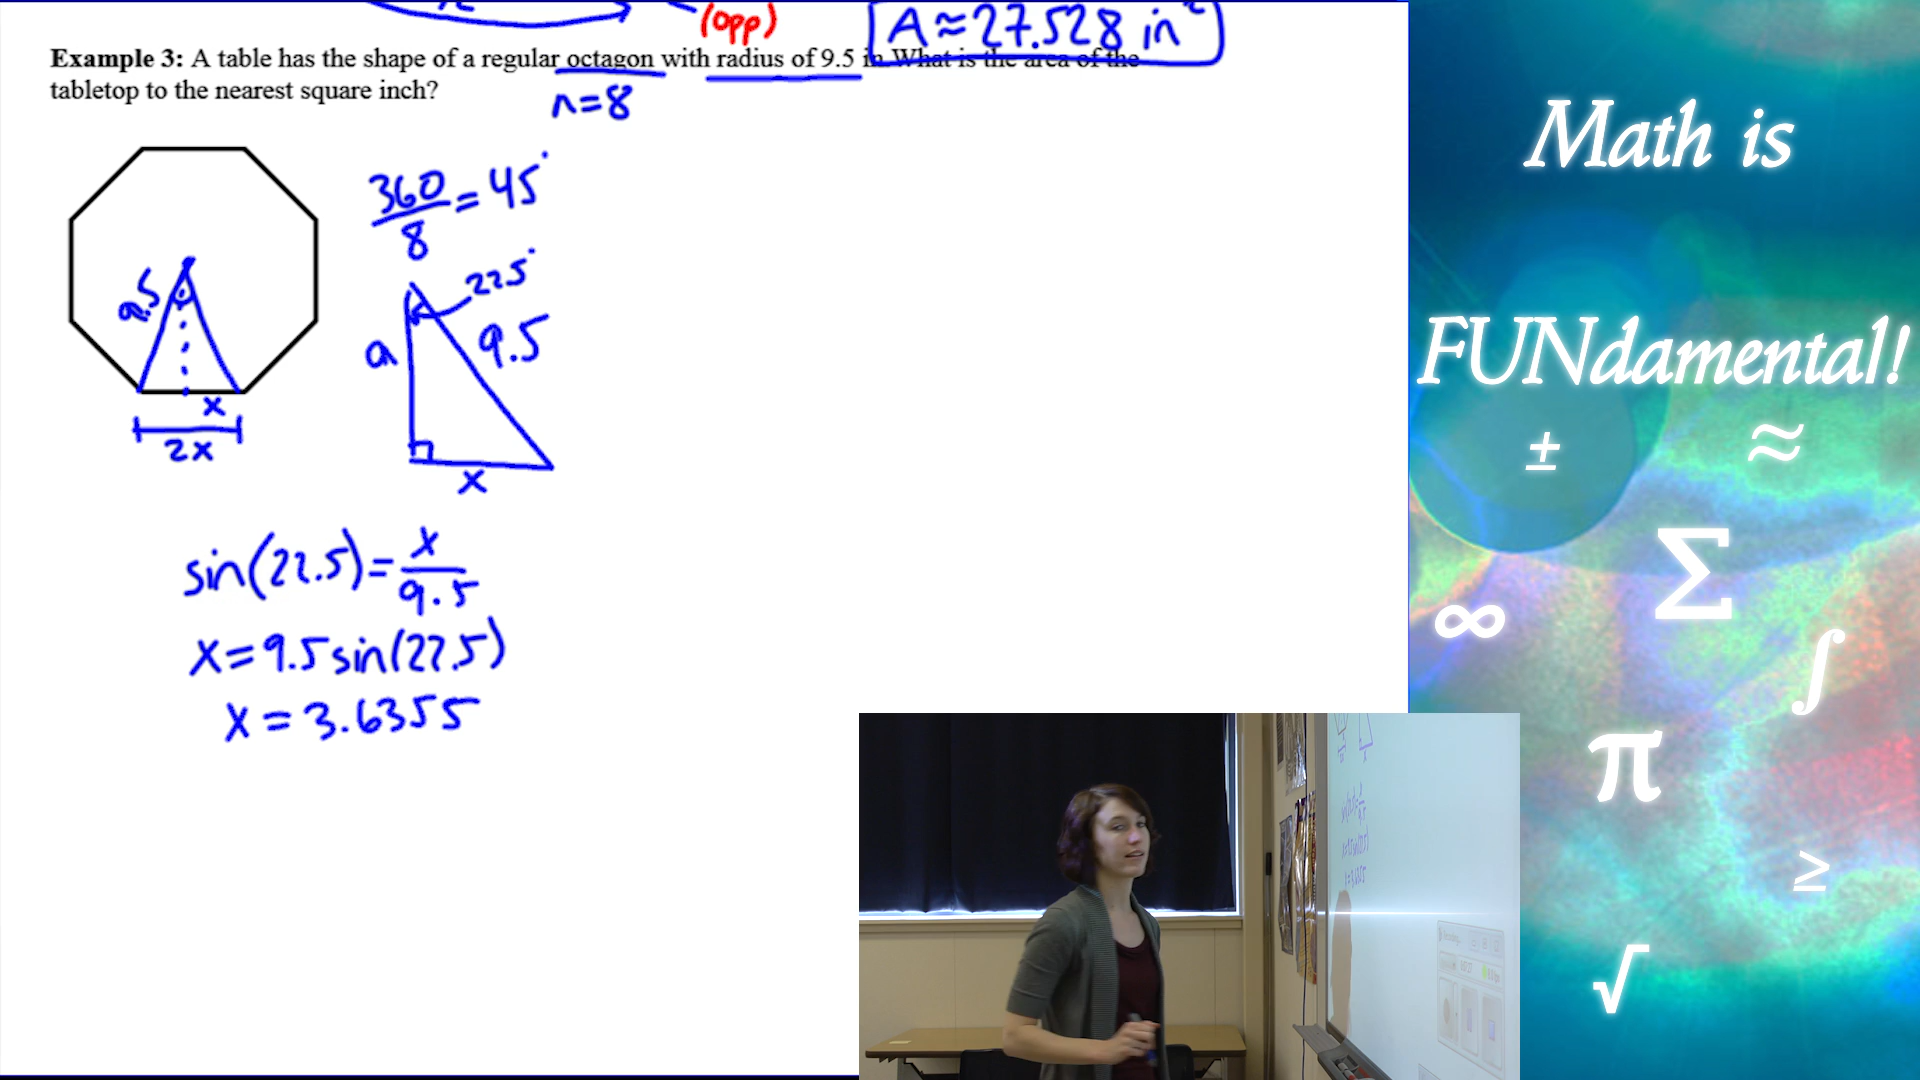 (opp)
A≈27.528 in²
Example 3: A table has the shape of a regular octagon with radius of 9.5 in What is the area of the
tabletop to the nearest square inch?
n=8
360/8 = 45°
22.5°
9.5
a
9.5
x
2x
x
sin(22.5)=x/9.5
x=9.5sin(22.5)
x=3.6355
Math is
FUNdamental!
± ≈
Σ
∞
∫
π
≥
√